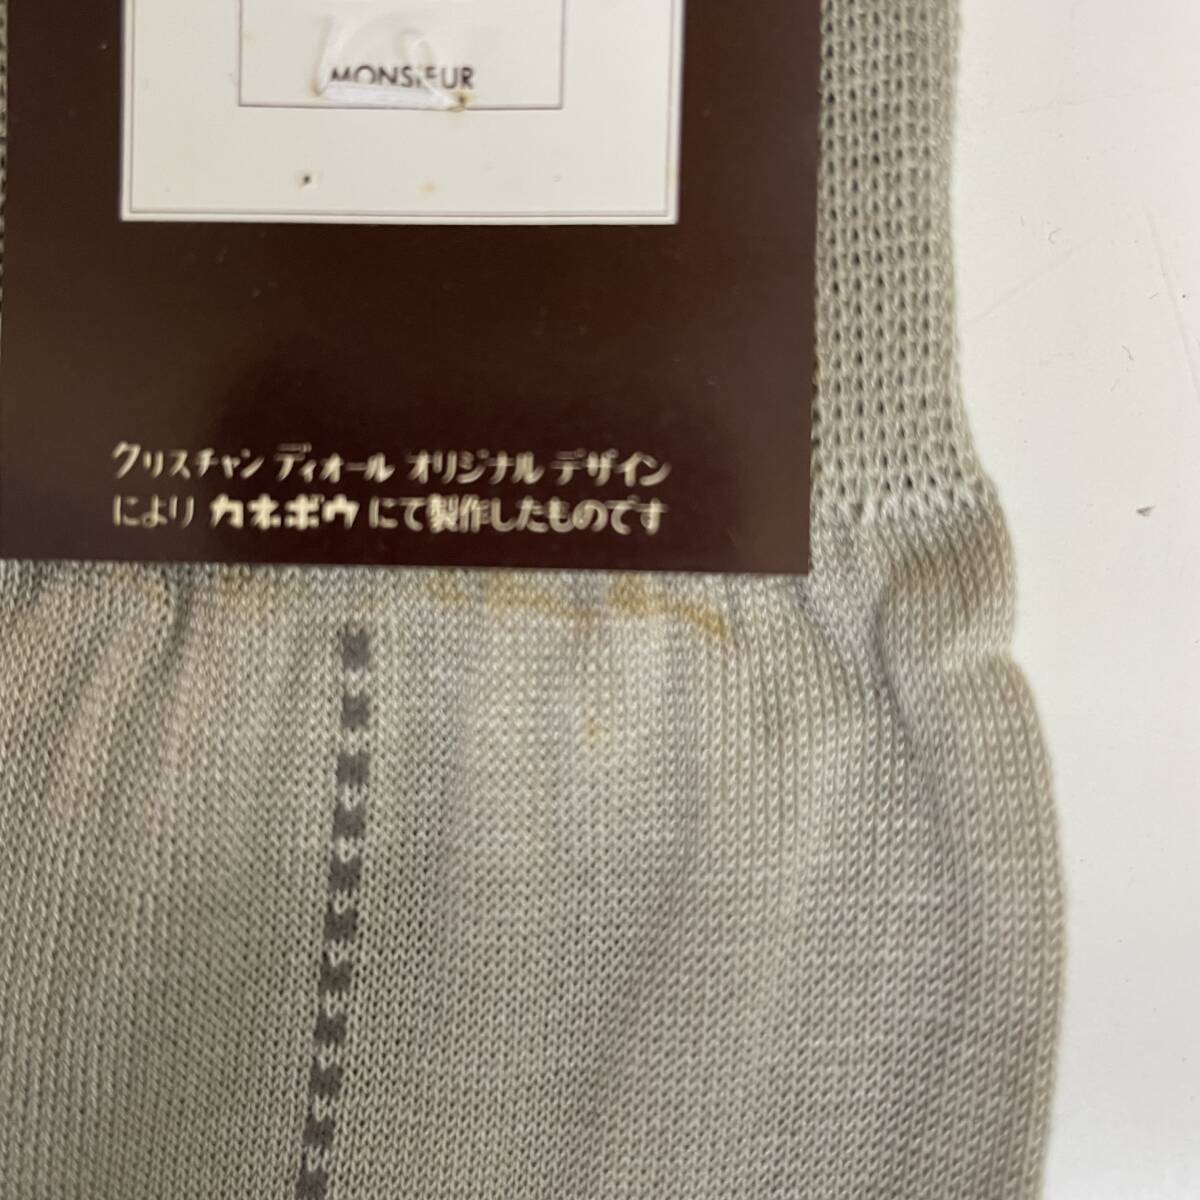 MONSIEUR
クリスチャン ディオール オリジナル デザイン
により カネボウ にて製作したものです